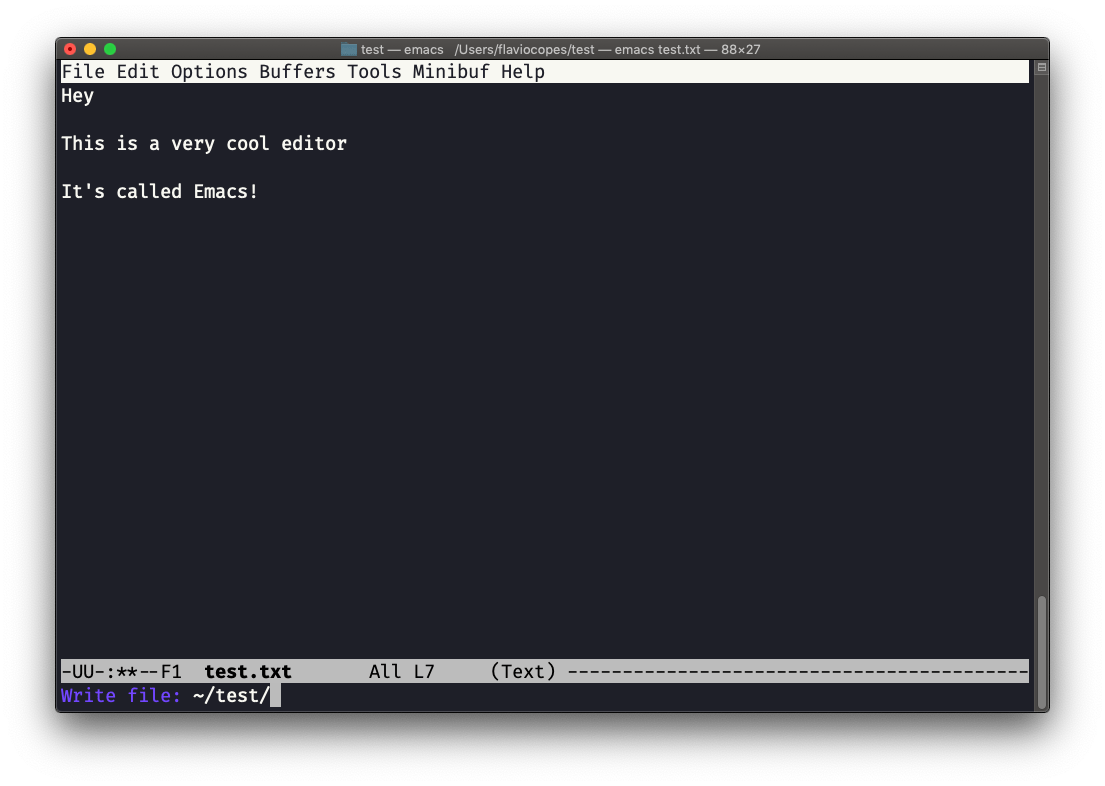 test — emacs /Users/flaviocopes/test — emacs test.txt — 88×27
File Edit Options Buffers Tools Minibuf Help
Hey
This is a very cool editor
It's called Emacs!
-UU-:**--F1  test.txt       All L7     (Text) ------------------------------------------
Write file: ~/test/